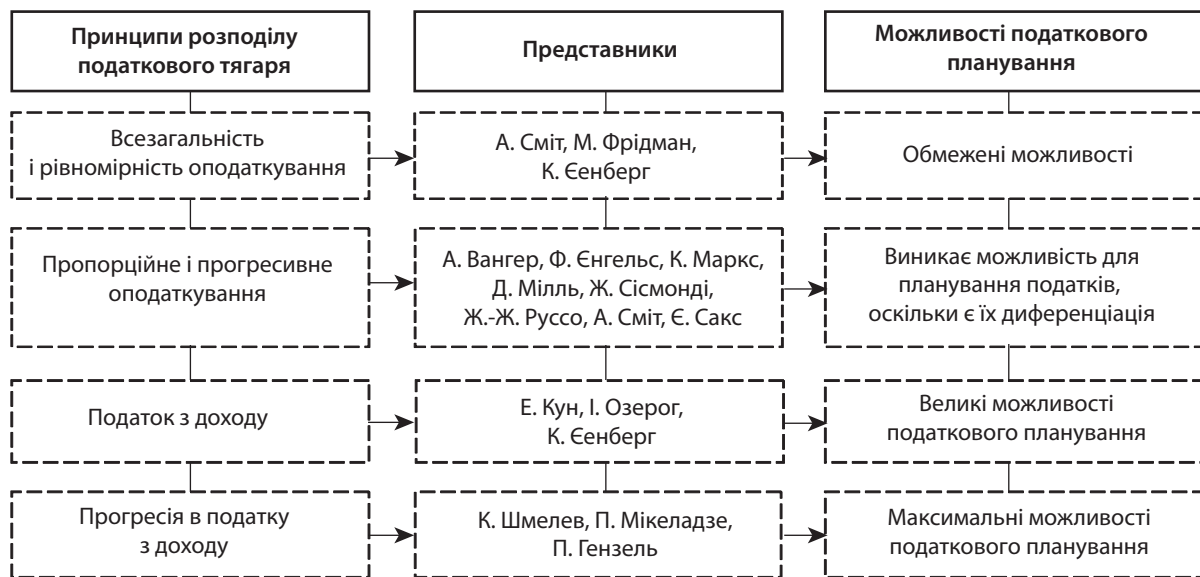 Принципи розподілу
податкового тягаря
Представники
Можливості податкового
планування
Всезагальність
і рівномірність оподаткування
А. Сміт, М. Фрідман,
К. Єенберг
Обмежені можливості
Пропорційне і прогресивне
оподаткування
А. Вангер, Ф. Єнгельс, К. Маркс,
Д. Мілль, Ж. Сісмонді,
Ж.-Ж. Руссо, А. Сміт, Є. Сакс
Виникає можливість для
планування податків,
оскільки є їх диференціація
Податок з доходу
Е. Кун, І. Озерог,
К. Єенберг
Великі можливості
податкового планування
Прогресія в податку
з доходу
К. Шмелев, П. Мікеладзе,
П. Гензель
Максимальні можливості
податкового планування